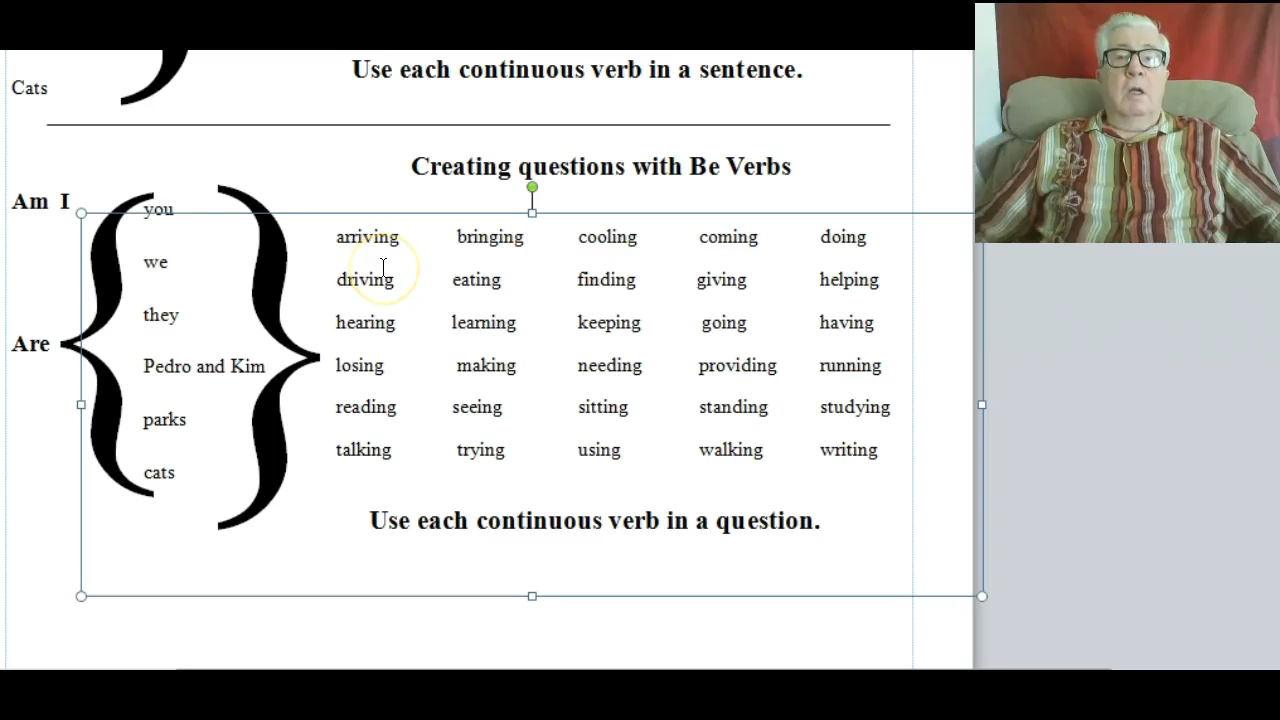 Use each continuous verb in a sentence.
Cats
Creating questions with Be Verbs
Am I
you
we
they
Are
Pedro and Kim
parks
cats
arriving bringing cooling coming doing
driving eating finding giving helping
hearing learning keeping going having
losing making needing providing running
reading seeing sitting standing studying
talking trying using walking writing
Use each continuous verb in a question.